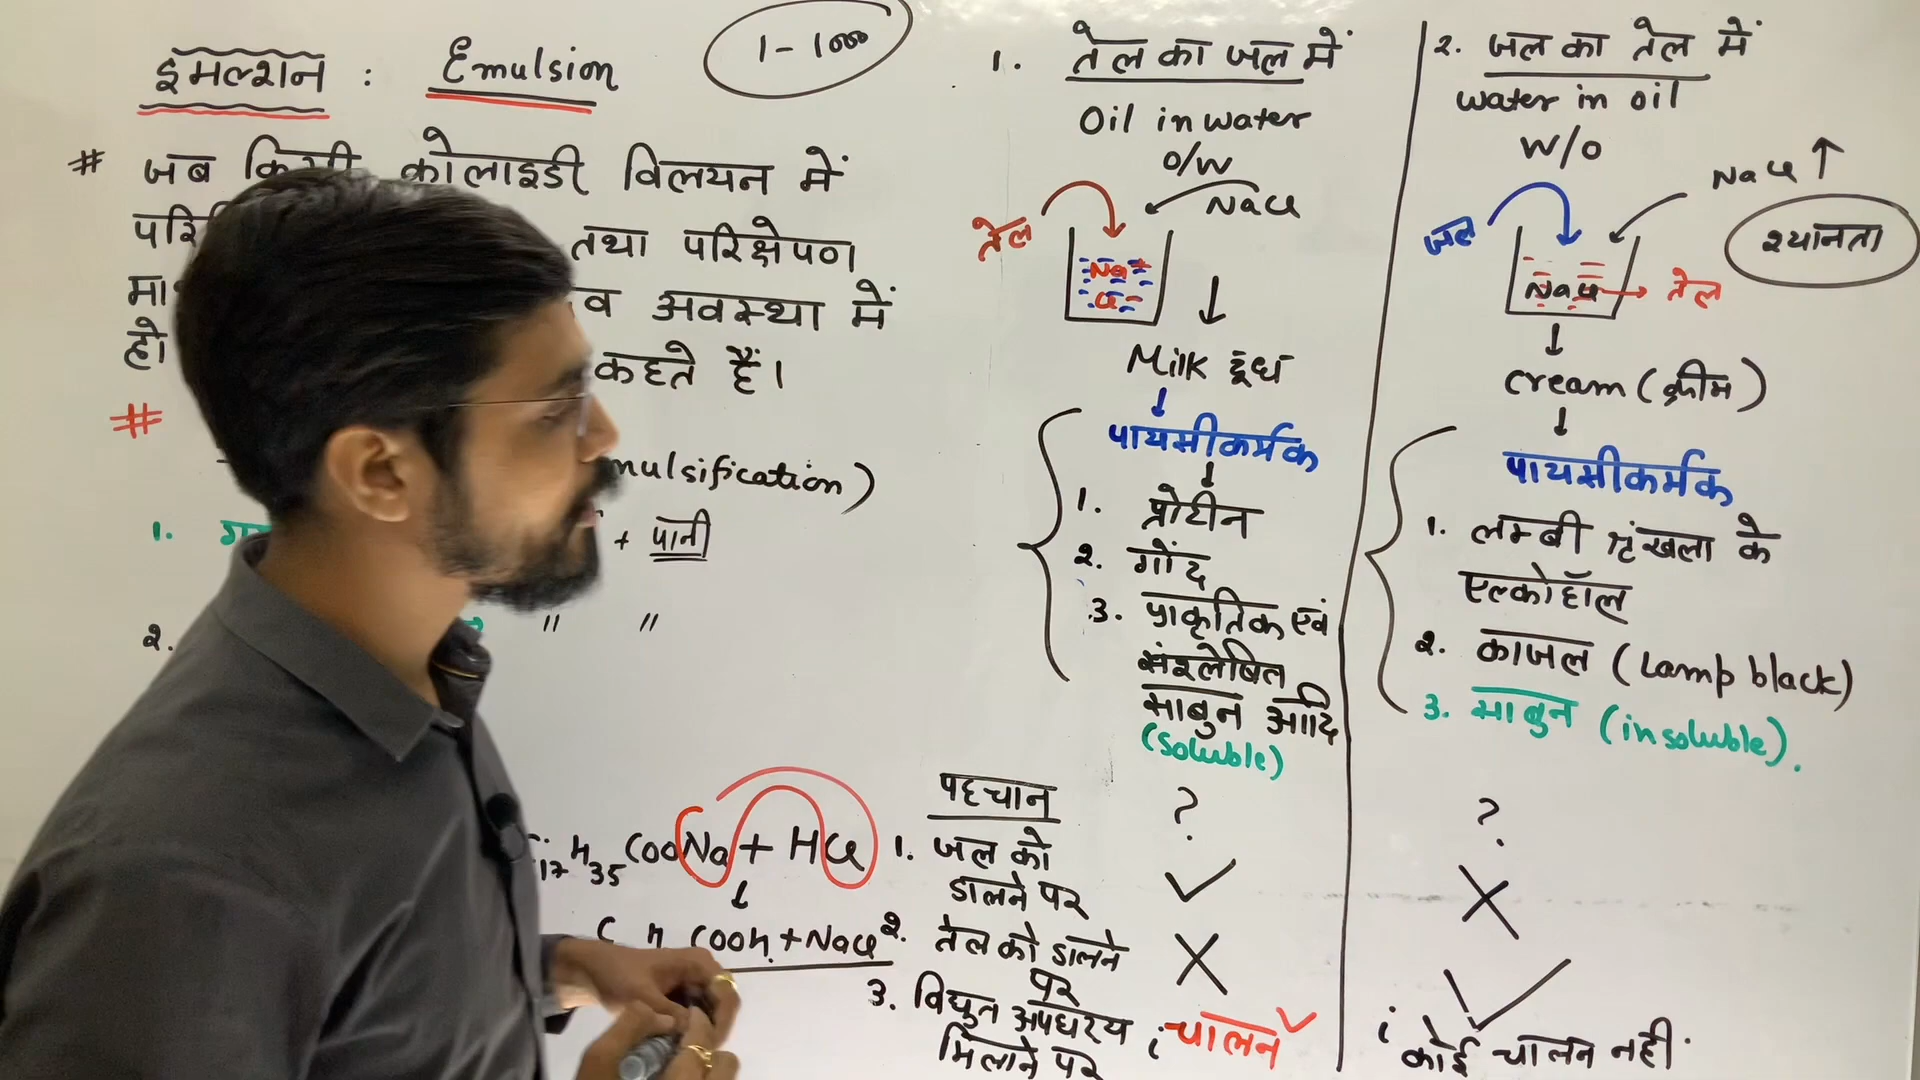 इमल्शन : Emulsion
1-1000
# जब कोलाइडी विलयन में
तथा परिक्षेपण
अवस्था में
हो
कहते हैं।
#
mulsification)
1. + पानी
2. " "
COONa + HCl
17 H 35
C H COOH + NaCl
1. तेल का जल में
Oil in water
O/W
NaCl
तेल
Na+
Cl-
Milk दूध
पायसीकर्मक
1. प्रोटीन
2. गोंद
3. प्राकृतिक एवं
संश्लेषित
साबुन आदि
(soluble)
2. जल का तेल में
water in oil
W/O
NaCl ↑
श्यानता
जल
NaCl
तेल
cream (क्रीम)
पायसीकर्मक
1. लम्बी शृंखला के
एल्कोहॉल
2. काजल (Lamp black)
3. साबुन (insoluble).
पहचान ? ?
1. जल को
डालने पर ✓ ✗
2. तेल को डालने
पर ✗ ✓
3. विद्युत अपघट्य
मिलाने पर
i चालन ✓
i कोई चालन नही.